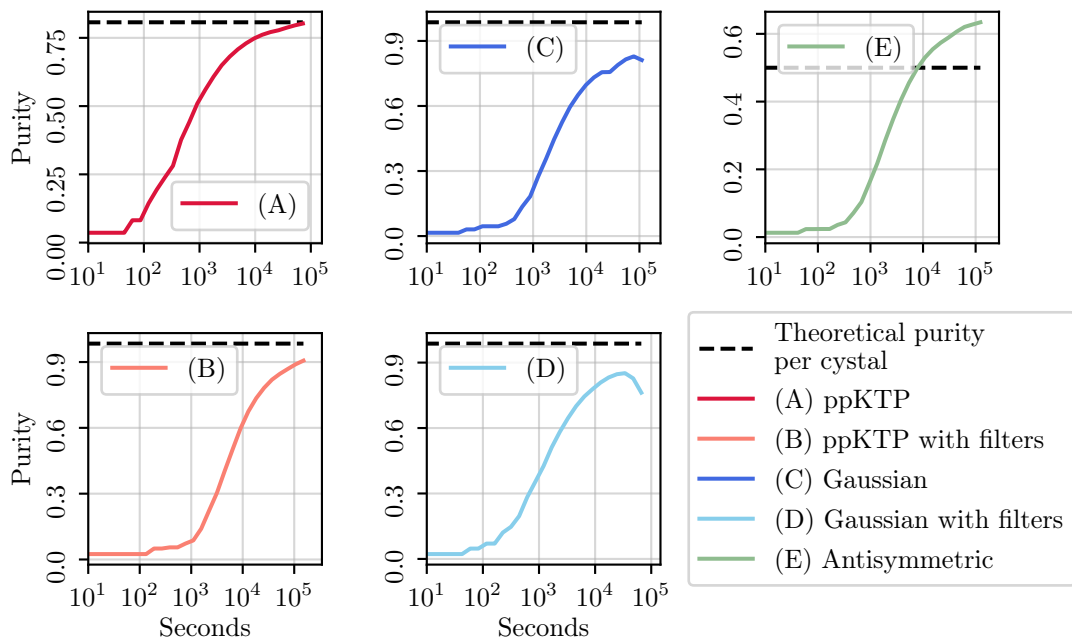 Purity
0.75
0.50
0.25
0.00
(A)
10^1 10^2 10^3 10^4 10^5
0.9
0.6
0.3
0.0
(C)
10^1 10^2 10^3 10^4 10^5
0.6
0.4
0.2
0.0
(E)
10^1 10^2 10^3 10^4 10^5
Purity
0.9
0.6
0.3
0.0
(B)
10^1 10^2 10^3 10^4 10^5
Seconds
0.9
0.6
0.3
0.0
(D)
10^1 10^2 10^3 10^4 10^5
Seconds
Theoretical purity
per cystal
(A) ppKTP
(B) ppKTP with filters
(C) Gaussian
(D) Gaussian with filters
(E) Antisymmetric